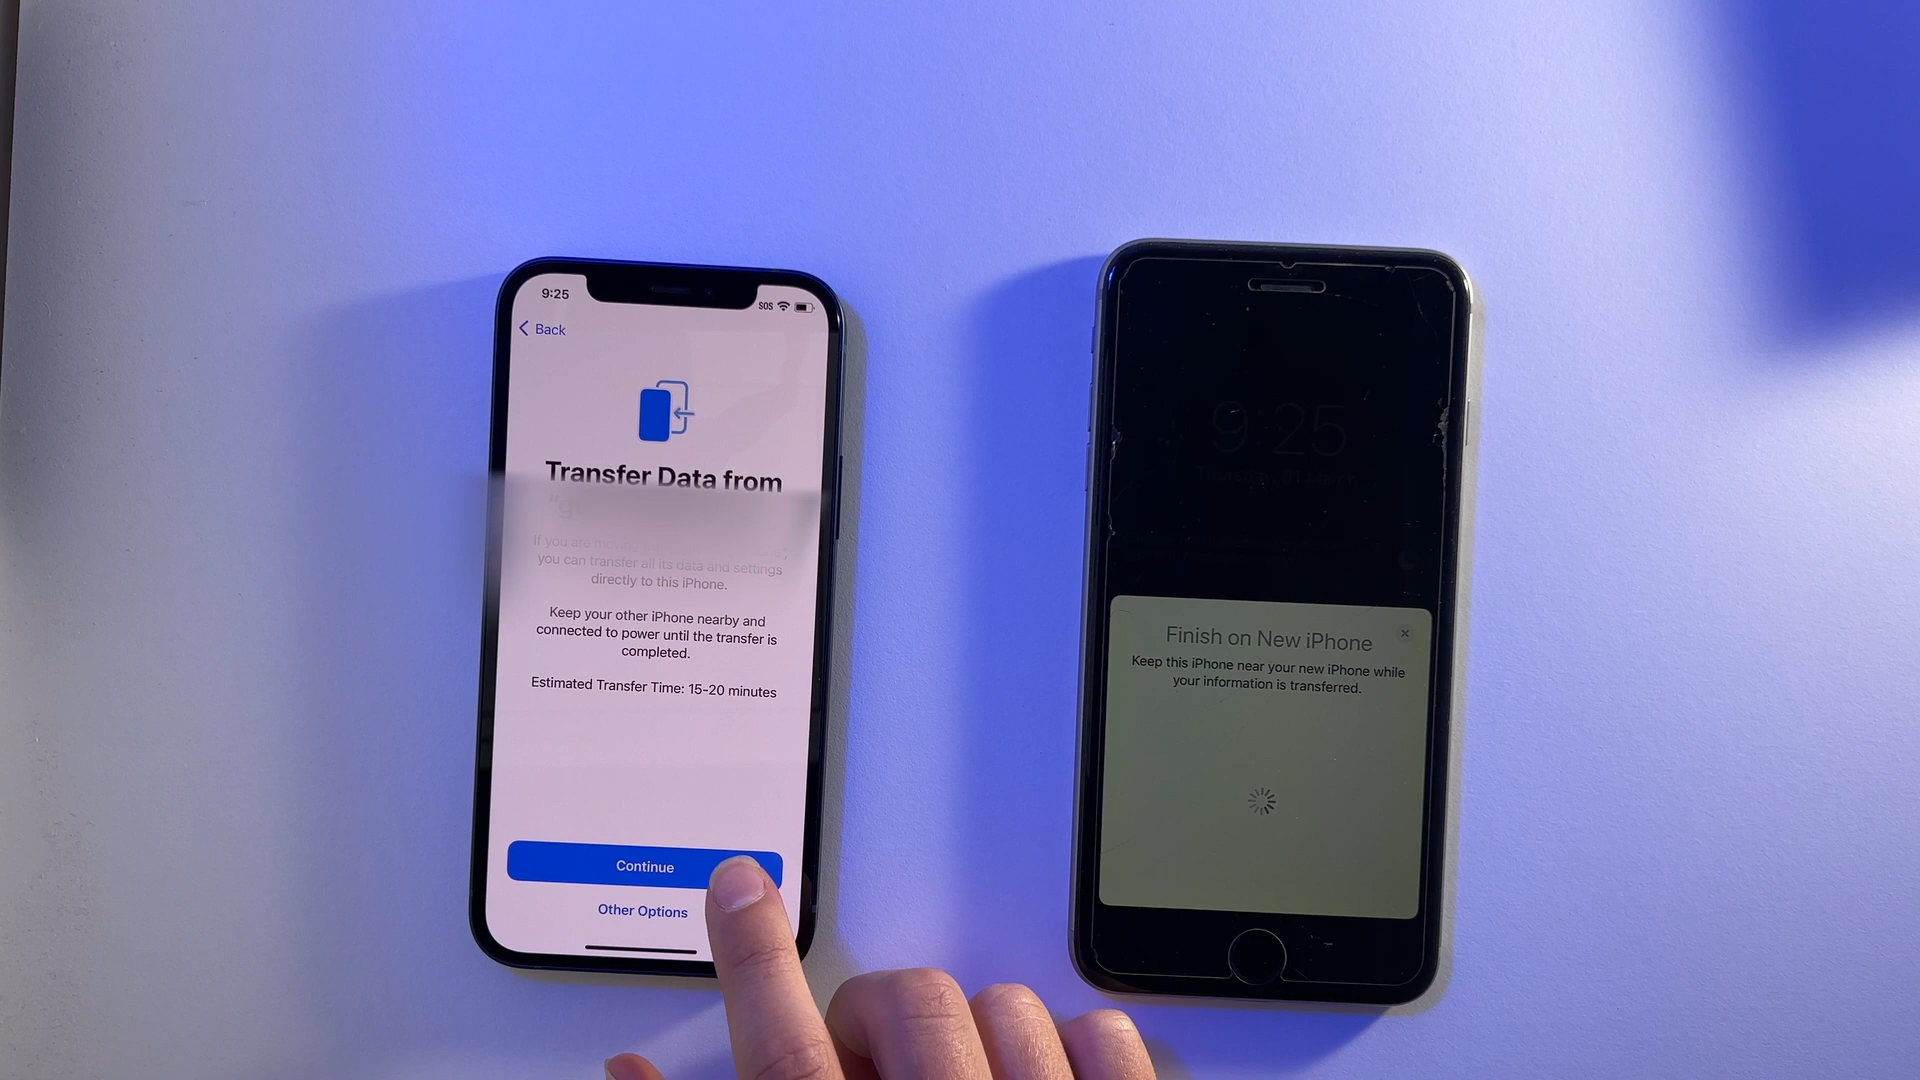 9:25
SOS
Back
Transfer Data from
If you are
you can transfer all its data and settings
directly to this iPhone.
Keep your other iPhone nearby and
connected to power until the transfer is
completed.
Estimated Transfer Time: 15-20 minutes
Continue
Other Options
9:25
Finish on New iPhone
Keep this iPhone near your new iPhone while
your information is transferred.